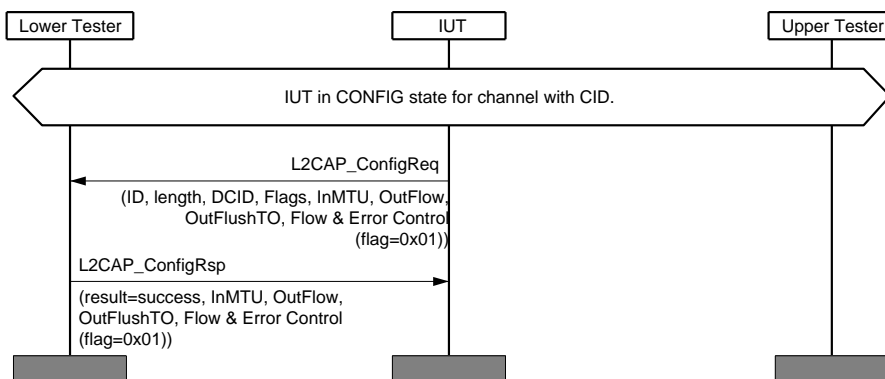 Lower Tester
IUT
Upper Tester
IUT in CONFIG state for channel with CID.
L2CAP_ConfigReq
(ID, length, DCID, Flags, InMTU, OutFlow,
OutFlushTO, Flow & Error Control
(flag=0x01))
L2CAP_ConfigRsp
(result=success, InMTU, OutFlow,
OutFlushTO, Flow & Error Control
(flag=0x01))